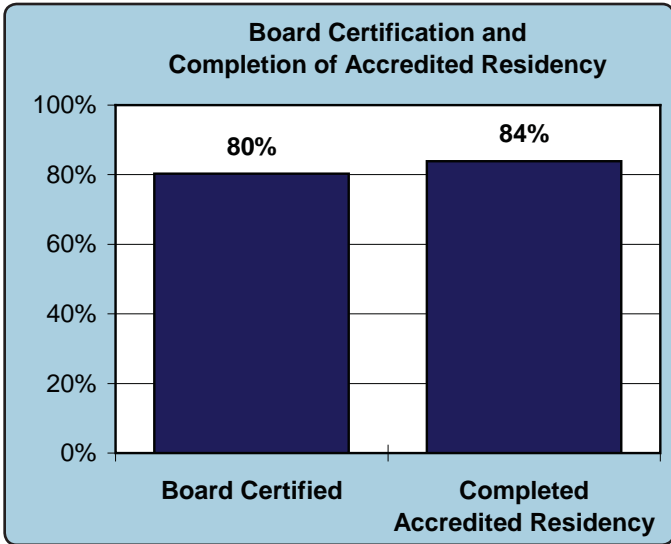 Board Certification and
Completion of Accredited Residency
100%
80%
60%
40%
20%
0%
80%
84%
Board Certified
Completed
Accredited Residency